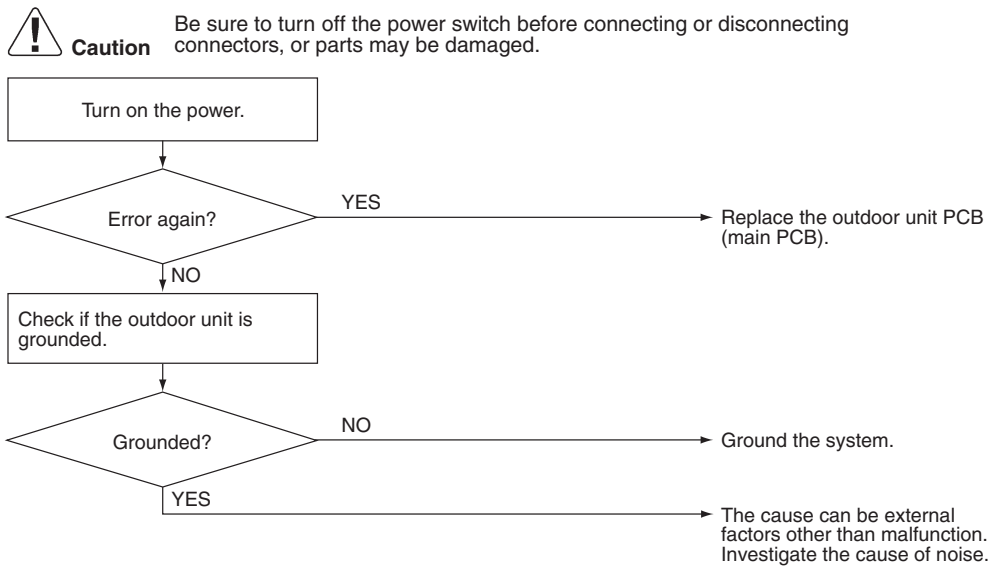 Caution
Be sure to turn off the power switch before connecting or disconnecting
connectors, or parts may be damaged.
Turn on the power.
Error again?
YES
Replace the outdoor unit PCB
(main PCB).
NO
Check if the outdoor unit is
grounded.
Grounded?
NO
Ground the system.
YES
The cause can be external
factors other than malfunction.
Investigate the cause of noise.